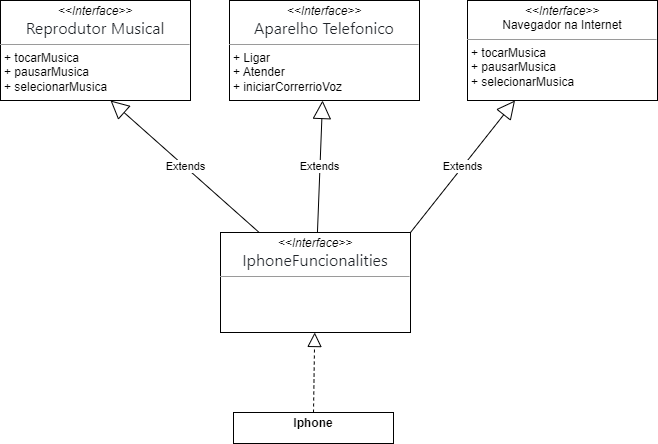 <<Interface>>
Reprodutor Musical
+ tocarMusica
+ pausarMusica
+ selecionarMusica
<<Interface>>
Aparelho Telefonico
+ Ligar
+ Atender
+ iniciarCorrerrioVoz
<<Interface>>
Navegador na Internet
+ tocarMusica
+ pausarMusica
+ selecionarMusica
Extends
Extends
Extends
<<Interface>>
IphoneFuncionalities
Iphone